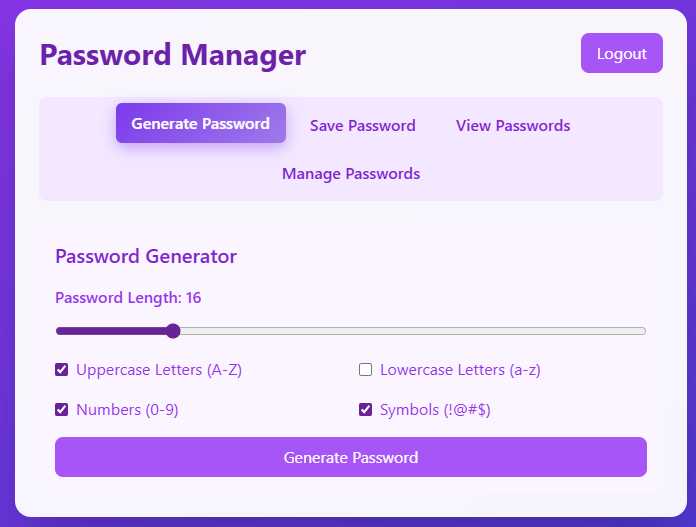 Password Manager
Logout
Generate Password
Save Password
View Passwords
Manage Passwords
Password Generator
Password Length: 16
Uppercase Letters (A-Z)
Lowercase Letters (a-z)
Numbers (0-9)
Symbols (!@#$)
Generate Password